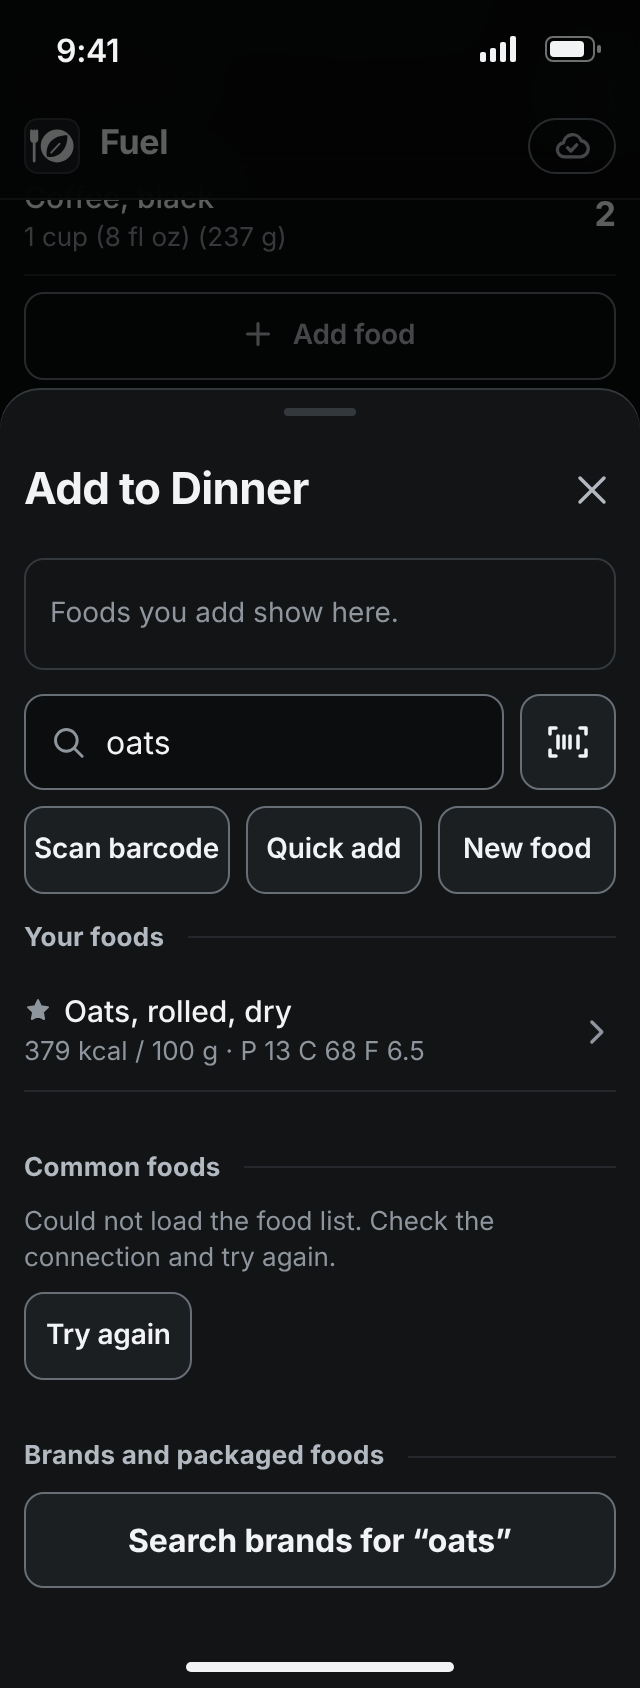 9:41
Fuel
Coffee, black
2
1 cup (8 fl oz) (237 g)
Add food
Add to Dinner
Foods you add show here.
oats
Scan barcode
Quick add
New food
Your foods
Oats, rolled, dry
379 kcal / 100 g · P 13 C 68 F 6.5
Common foods
Could not load the food list. Check the
connection and try again.
Try again
Brands and packaged foods
Search brands for “oats”